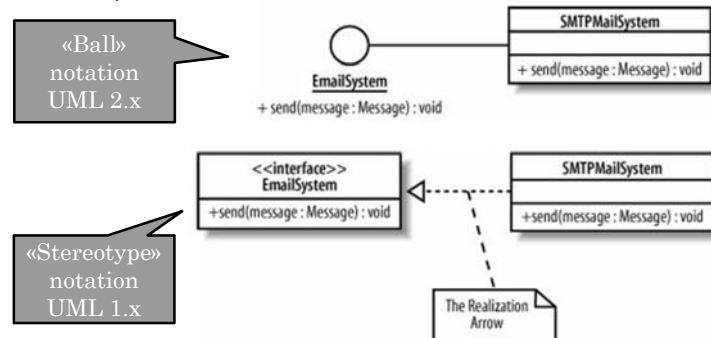 «Ball»
notation
UML 2.x
EmailSystem
+ send(message : Message) : void
SMTPMailSystem
+ send(message : Message) : void
«Stereotype»
notation
UML 1.x
<<interface>>
EmailSystem
+send(message : Message) : void
SMTPMailSystem
+send(message : Message) : void
The Realization
Arrow